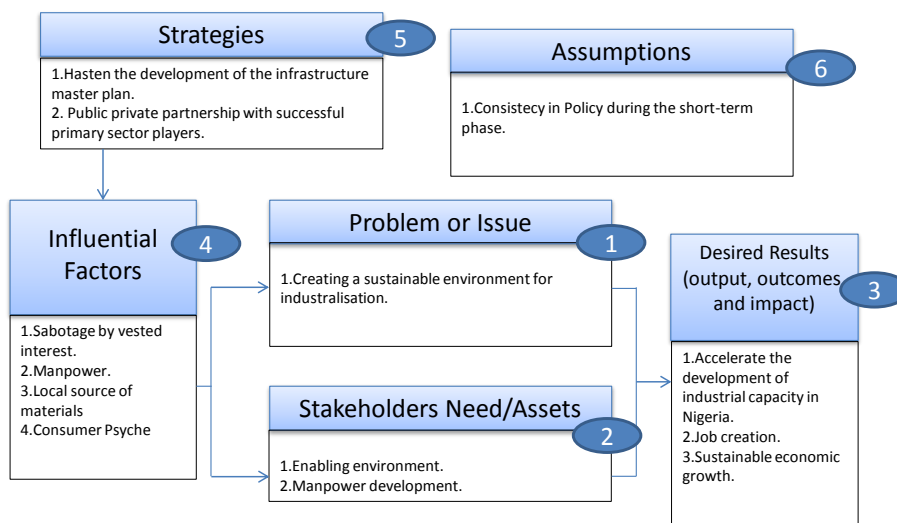 Strategies
5
1.Hasten the development of the infrastructure
master plan.
2. Public private partnership with successful
primary sector players.
Assumptions
6
1.Consistecy in Policy during the short-term
phase.
Influential
Factors
4
1.Sabotage by vested
interest.
2.Manpower.
3.Local source of
materials
4.Consumer Psyche
Problem or Issue
1
1.Creating a sustainable environment for
industralisation.
Stakeholders Need/Assets
2
1.Enabling environment.
2.Manpower development.
Desired Results
(output, outcomes
and impact)
3
1.Accelerate the
development of
industrial capacity in
Nigeria.
2.Job creation.
3.Sustainable economic
growth.